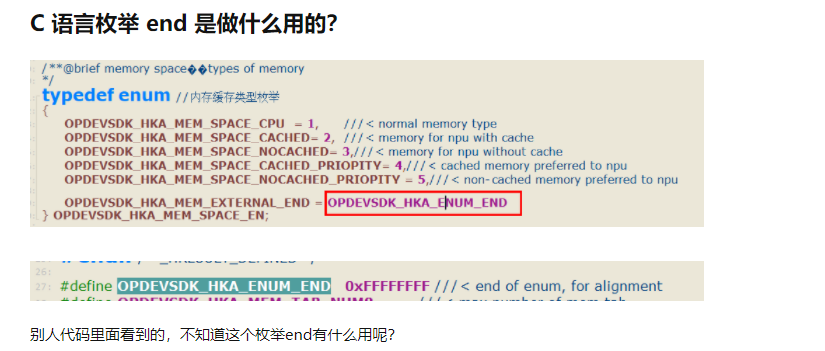 C 语言枚举 end 是做什么用的？
/**@brief memory space��types of memory
*/
typedef enum //内存缓存类型枚举
{
OPDEVSDK_HKA_MEM_SPACE_CPU = 1, ///< normal memory type
OPDEVSDK_HKA_MEM_SPACE_CACHED= 2, ///< memory for npu with cache
OPDEVSDK_HKA_MEM_SPACE_NOCACHED= 3,///< memory for npu without cache
OPDEVSDK_HKA_MEM_SPACE_CACHED_PRIOPITY= 4,///< cached memory preferred to npu
OPDEVSDK_HKA_MEM_SPACE_NOCACHED_PRIOPITY = 5,///< non-cached memory preferred to npu
OPDEVSDK_HKA_MEM_EXTERNAL_END = OPDEVSDK_HKA_ENUM_END
} OPDEVSDK_HKA_MEM_SPACE_EN;
26:
27: #define OPDEVSDK_HKA_ENUM_END 0xFFFFFFFF ///< end of enum, for alignment
别人代码里面看到的，不知道这个枚举end有什么用呢？